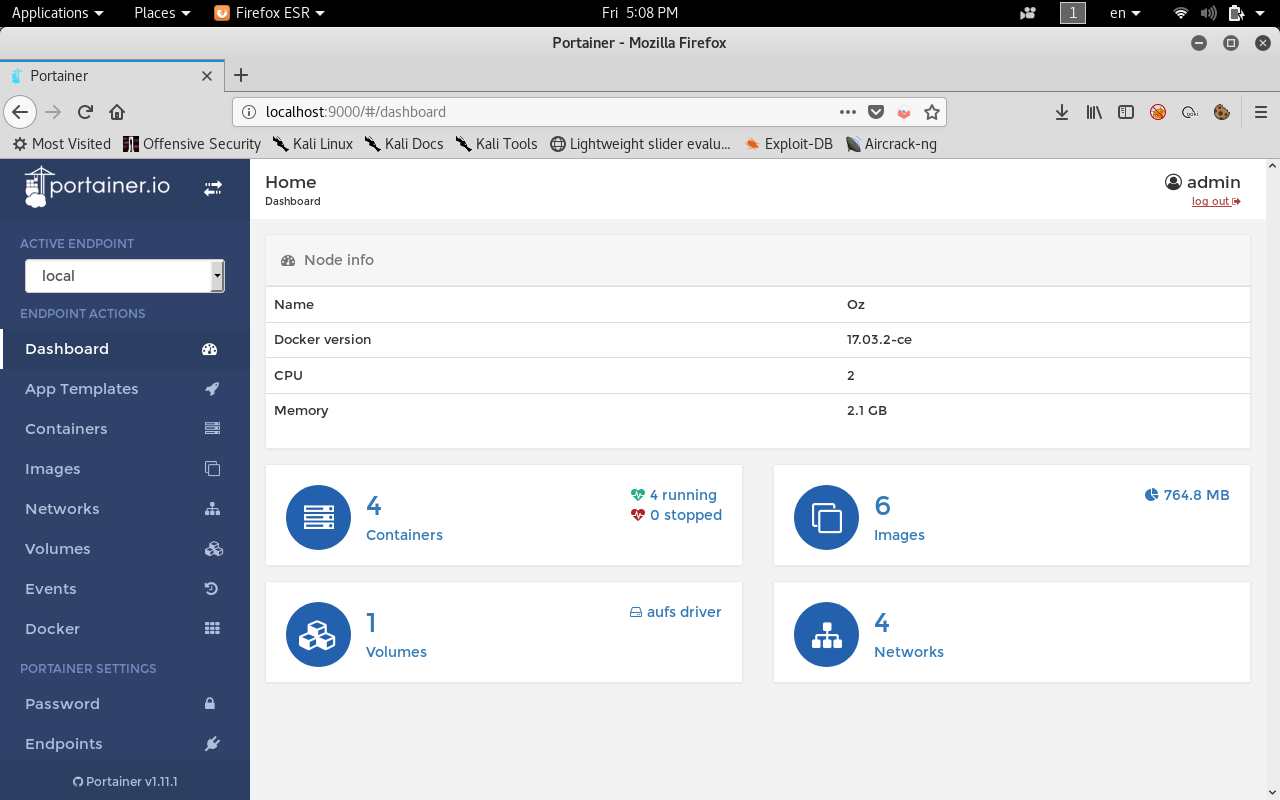 Applications Places Firefox ESR Fri 5:08 PM 1 en
Portainer - Mozilla Firefox
Portainer
localhost:9000/#/dashboard
Most Visited Offensive Security Kali Linux Kali Docs Kali Tools Lightweight slider evalu... Exploit-DB Aircrack-ng
portainer.io
Home
Dashboard
admin
log out
ACTIVE ENDPOINT
local
ENDPOINT ACTIONS
Dashboard
App Templates
Containers
Images
Networks
Volumes
Events
Docker
PORTAINER SETTINGS
Password
Endpoints
Portainer v1.11.1
Node info
Name Oz
Docker version 17.03.2-ce
CPU 2
Memory 2.1 GB
4
Containers
4 running
0 stopped
6
Images
764.8 MB
1
Volumes
aufs driver
4
Networks